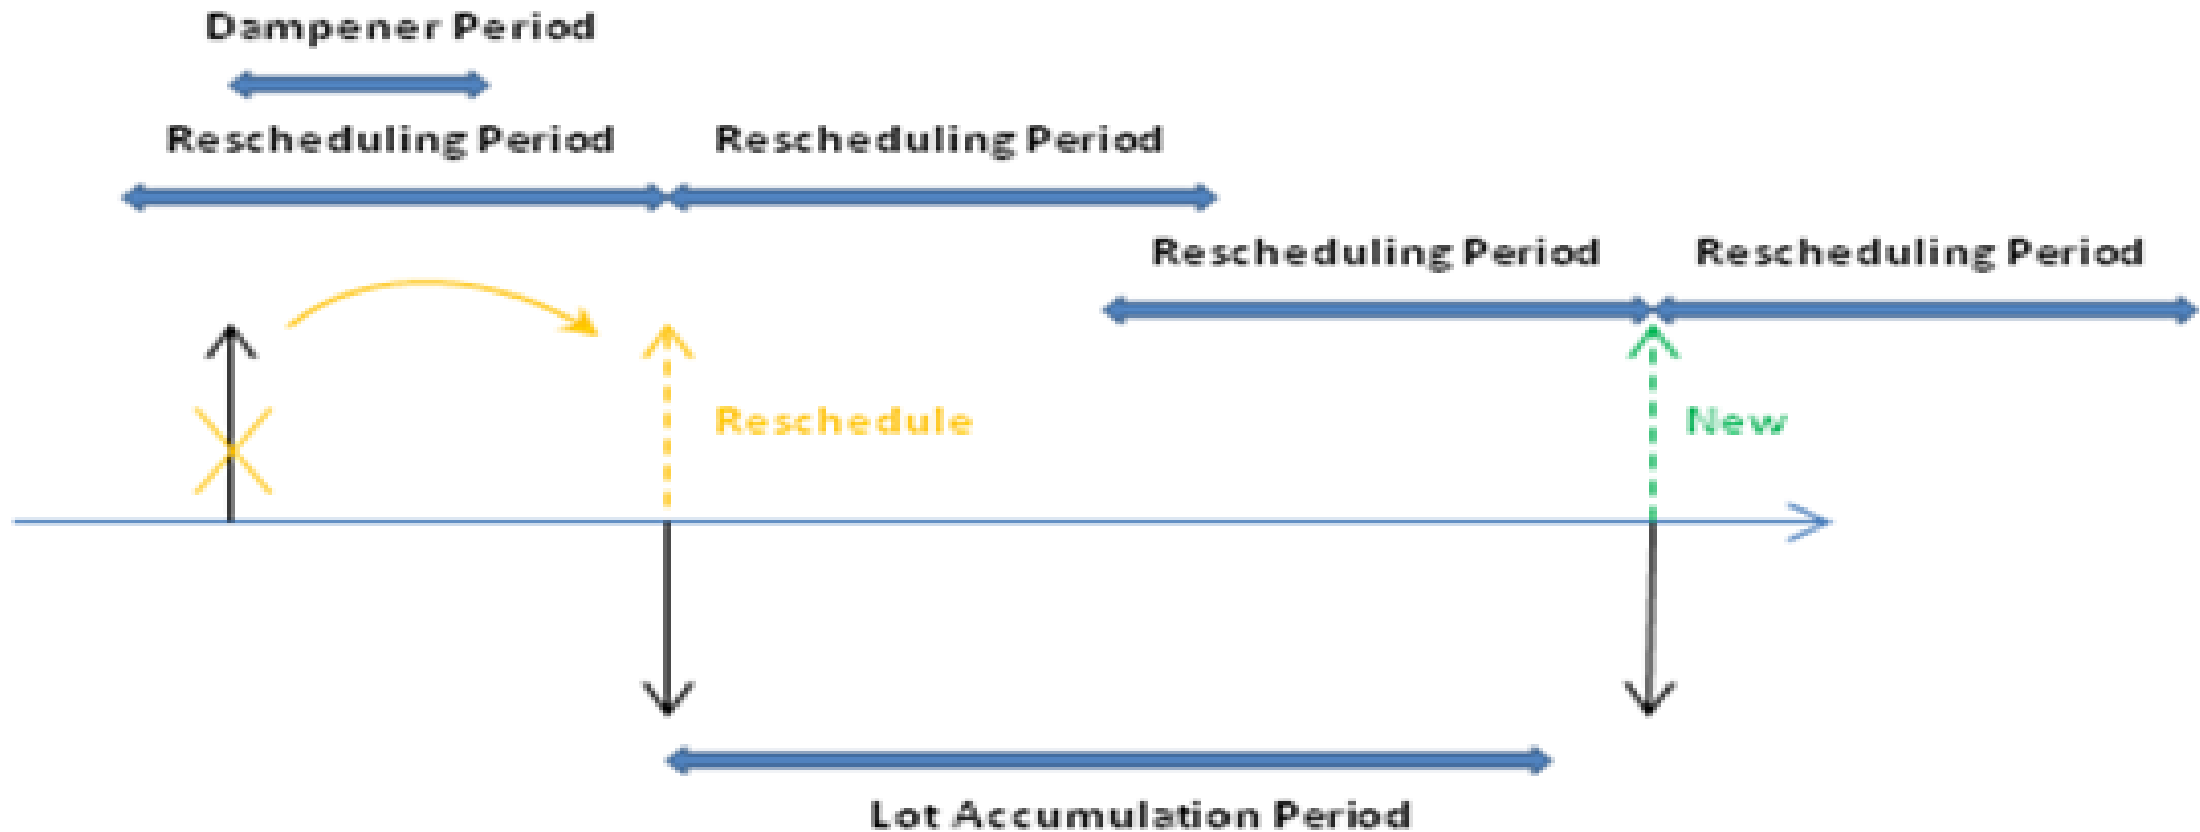 Dampener Period
Rescheduling Period
Rescheduling Period
Rescheduling Period
Rescheduling Period
Reschedule
New
Lot Accumulation Period